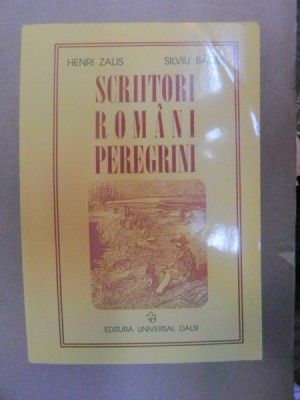 HENRI ZALIS SILVIU
SCRIITORI
ROMÂNI
PEREGRINI
EDITURA UNIVERSAL DALSI